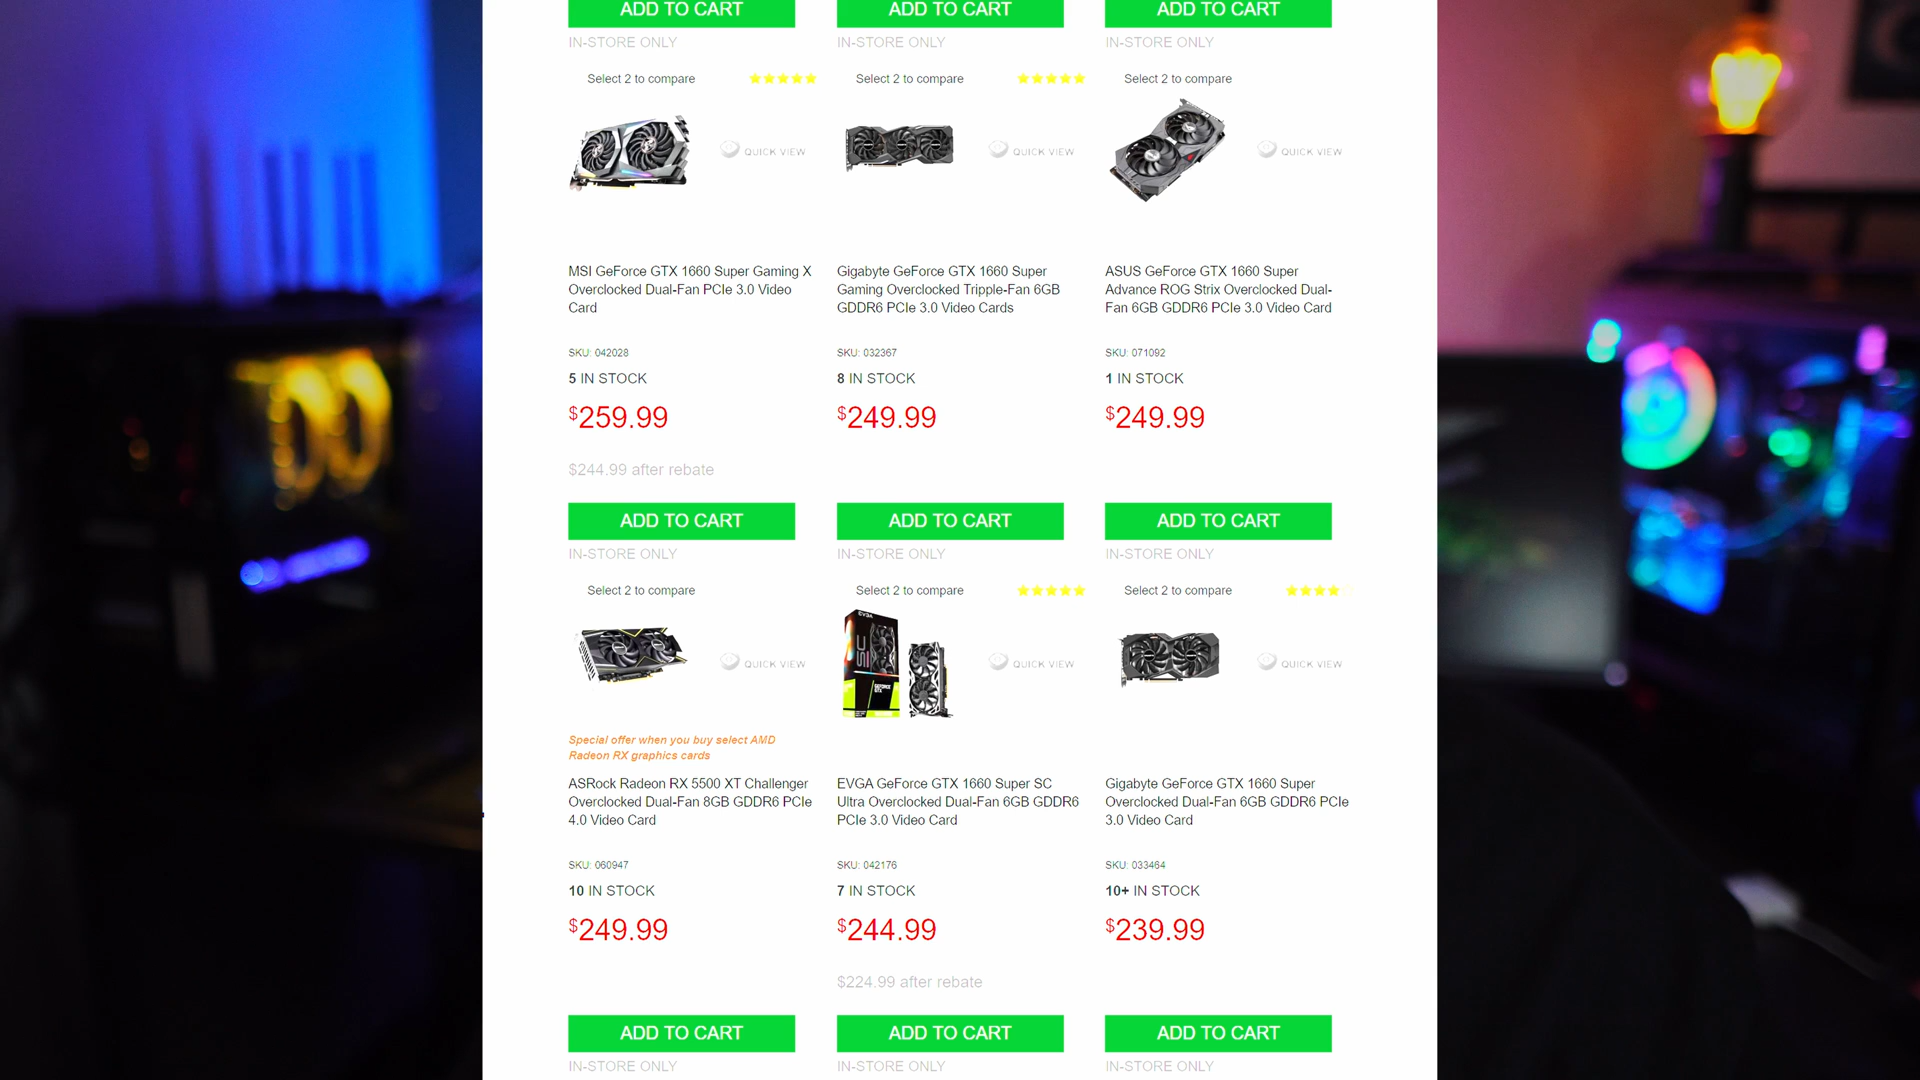 ADD TO CART ADD TO CART ADD TO CART
IN-STORE ONLY IN-STORE ONLY IN-STORE ONLY
Select 2 to compare Select 2 to compare Select 2 to compare
QUICK VIEW QUICK VIEW QUICK VIEW
MSI GeForce GTX 1660 Super Gaming X
Overclocked Dual-Fan PCIe 3.0 Video
Card
SKU: 042028
5 IN STOCK
$259.99
$244.99 after rebate
ADD TO CART
IN-STORE ONLY
Gigabyte GeForce GTX 1660 Super
Gaming Overclocked Tripple-Fan 6GB
GDDR6 PCIe 3.0 Video Cards
SKU: 032367
8 IN STOCK
$249.99
ADD TO CART
IN-STORE ONLY
ASUS GeForce GTX 1660 Super
Advance ROG Strix Overclocked Dual-
Fan 6GB GDDR6 PCIe 3.0 Video Card
SKU: 071092
1 IN STOCK
$249.99
ADD TO CART
IN-STORE ONLY
Select 2 to compare
QUICK VIEW
Special offer when you buy select AMD
Radeon RX graphics cards
ASRock Radeon RX 5500 XT Challenger
Overclocked Dual-Fan 8GB GDDR6 PCIe
4.0 Video Card
SKU: 060947
10 IN STOCK
$249.99
ADD TO CART
IN-STORE ONLY
Select 2 to compare
EVGA
SC
GEFORCE
GTX
QUICK VIEW
EVGA GeForce GTX 1660 Super SC
Ultra Overclocked Dual-Fan 6GB GDDR6
PCIe 3.0 Video Card
SKU: 042176
7 IN STOCK
$244.99
$224.99 after rebate
ADD TO CART
IN-STORE ONLY
Select 2 to compare
QUICK VIEW
Gigabyte GeForce GTX 1660 Super
Overclocked Dual-Fan 6GB GDDR6 PCIe
3.0 Video Card
SKU: 033464
10+ IN STOCK
$239.99
ADD TO CART
IN-STORE ONLY